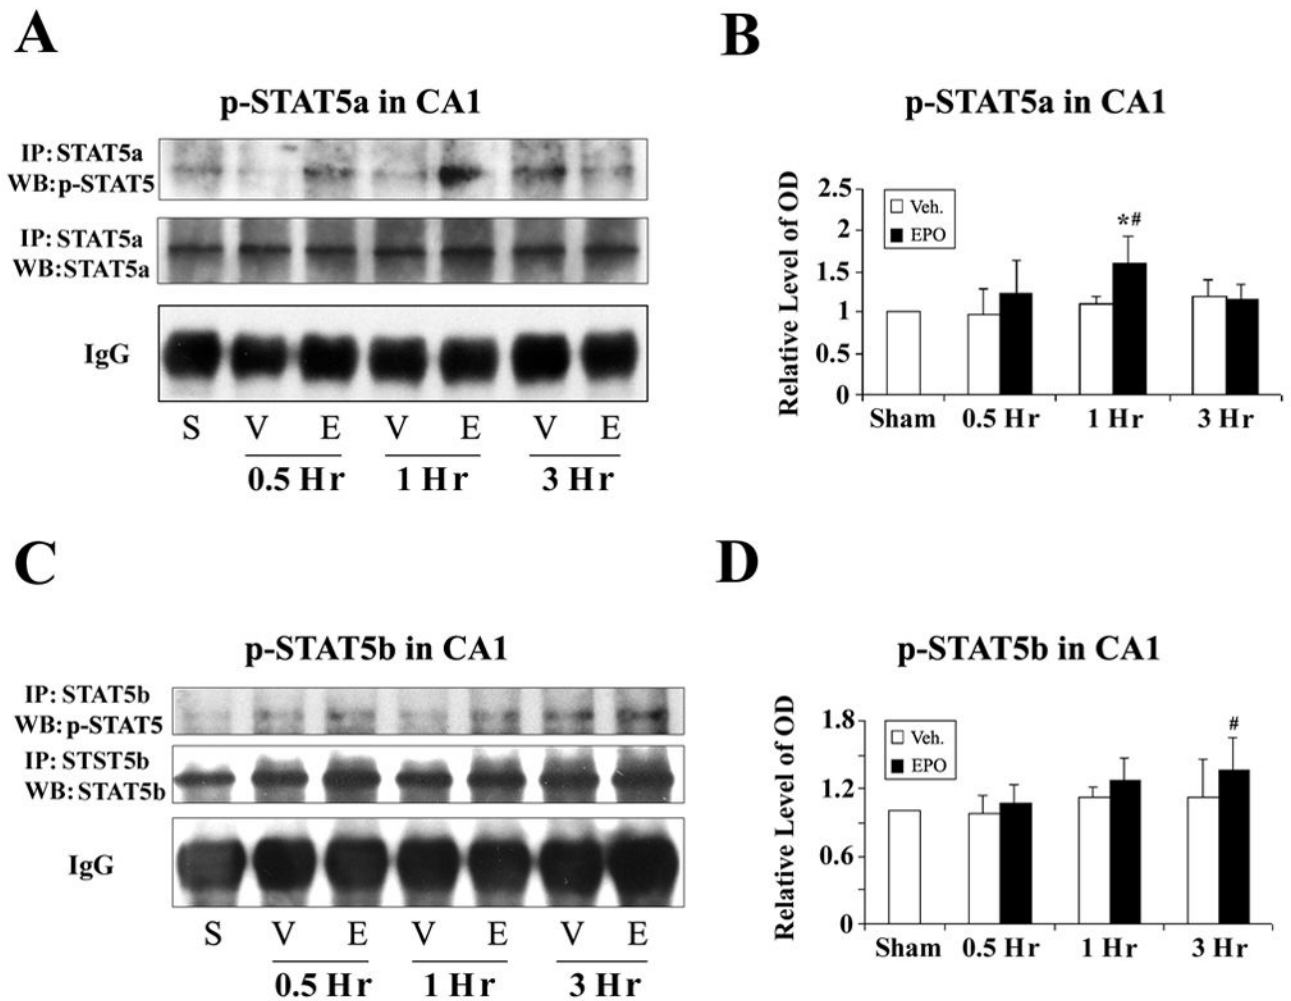 A
p-STAT5a in CA1
IP:STAT5a
WB:p-STAT5
IP:STAT5a
WB:STAT5a
IgG
S V E V E V E
0.5 Hr 1 Hr 3 Hr
B
p-STAT5a in CA1
Relative Level of OD
2.5
2
1.5
1
0.5
0
Veh.
EPO
*#
Sham 0.5 Hr 1 Hr 3 Hr
C
p-STAT5b in CA1
IP: STAT5b
WB: p-STAT5
IP: STST5b
WB: STAT5b
IgG
S V E V E V E
0.5 Hr 1 Hr 3 Hr
D
p-STAT5b in CA1
Relative Level of OD
1.8
1.2
0.6
0
Veh.
EPO
#
Sham 0.5 Hr 1 Hr 3 Hr